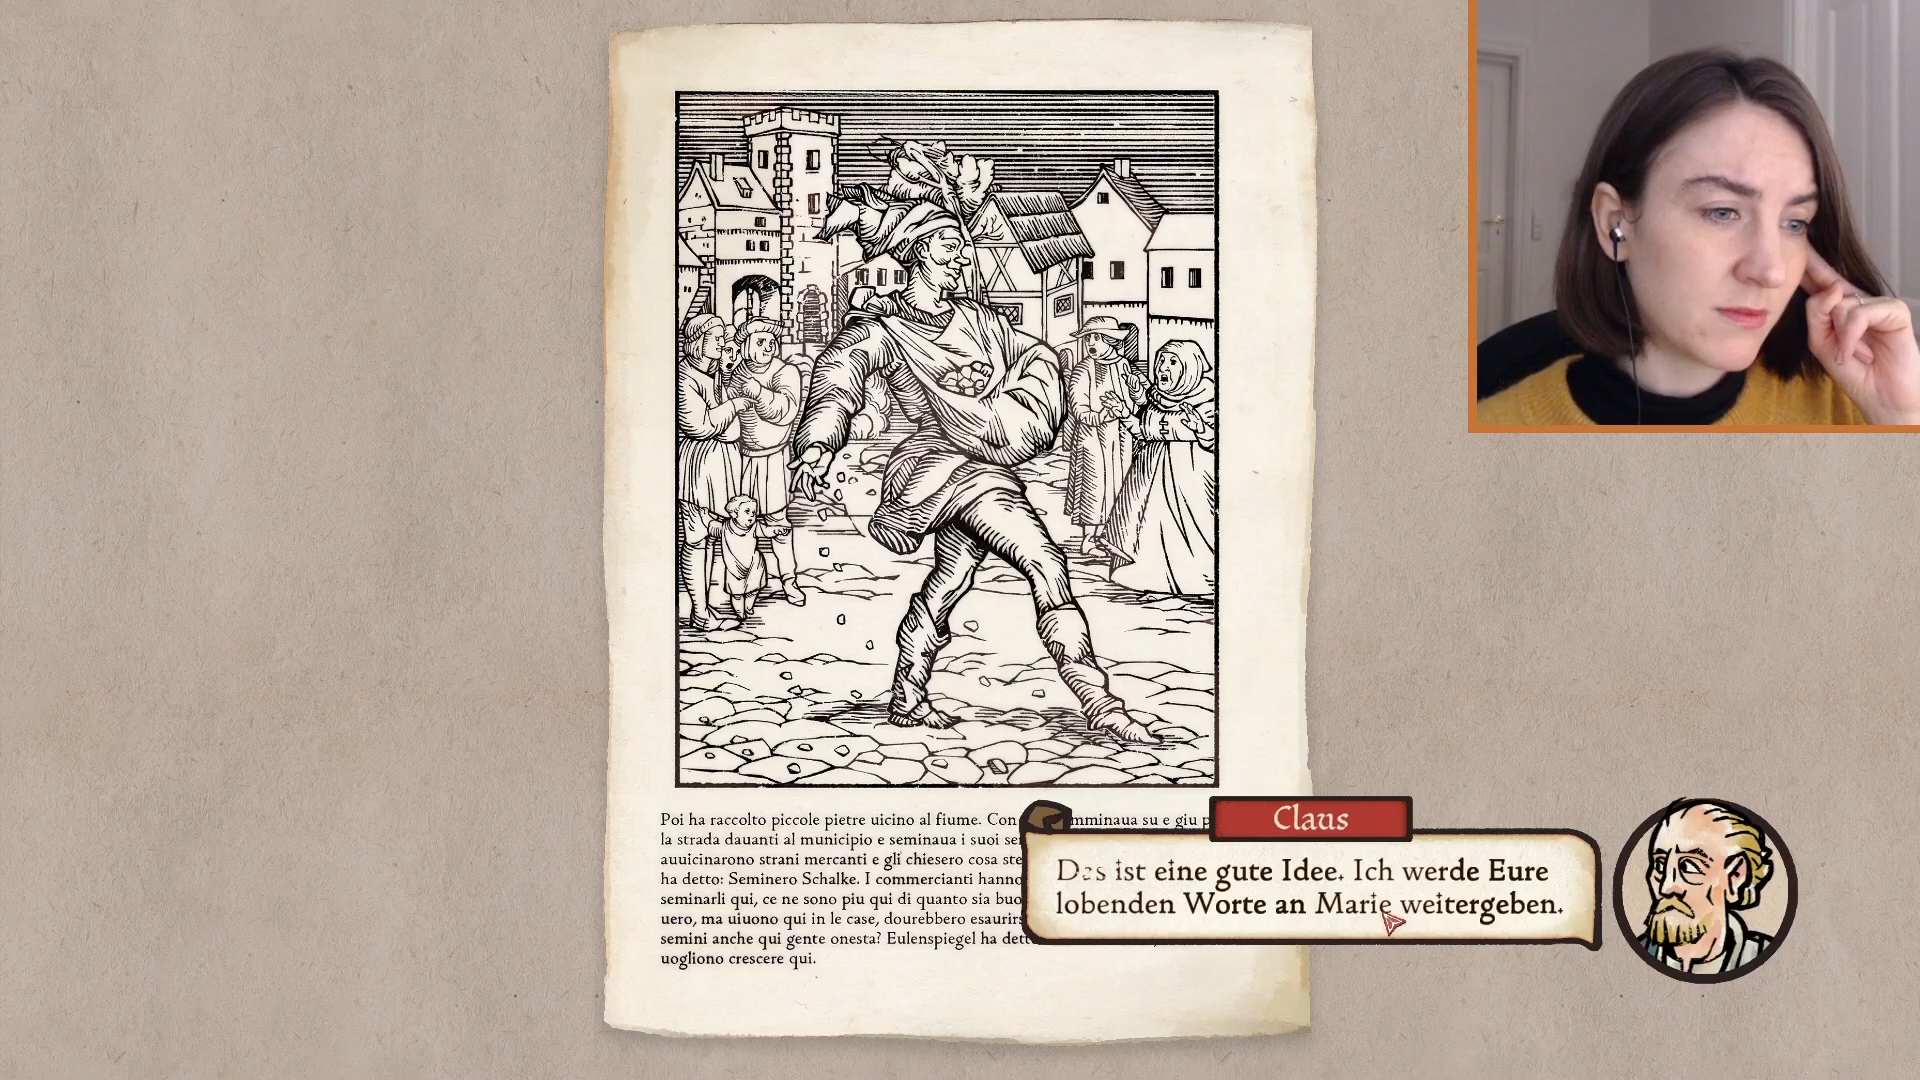 Poi ha raccolto piccole pietre uicino al fiume. Con mminaua su e giu p
la strada dauanti al municipio e seminaua i suoi se
auuicinarono strani mercanti e gli chiesero cosa ste
ha detto: Seminero Schalke. I commercianti hanno
seminarli qui, ce ne sono piu qui di quanto sia buo
uero, ma uiuono qui in le case, dourebbero esaurirs
semini anche qui gente onesta? Eulenspiegel ha dett
uogliono crescere qui.
Claus
Das ist eine gute Idee. Ich werde Eure
lobenden Worte an Marie weitergeben.